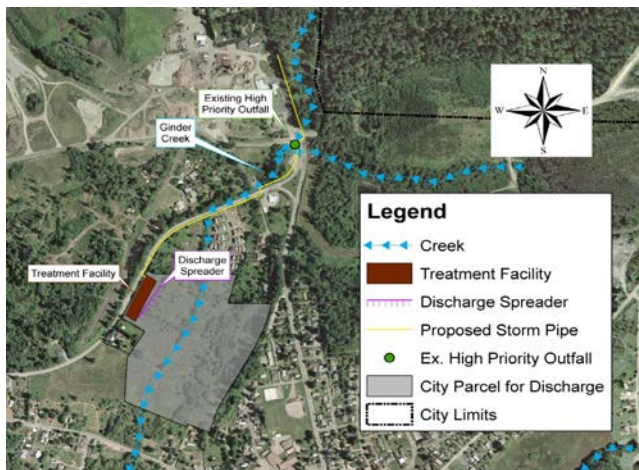 N
W
E
S
Existing High
Priority Outfall
Ginder
Creek
Treatment Facility
Discharge
Spreader
Legend
Creek
Treatment Facility
Discharge Spreader
Proposed Storm Pipe
Ex. High Priority Outfall
City Parcel for Discharge
City Limits